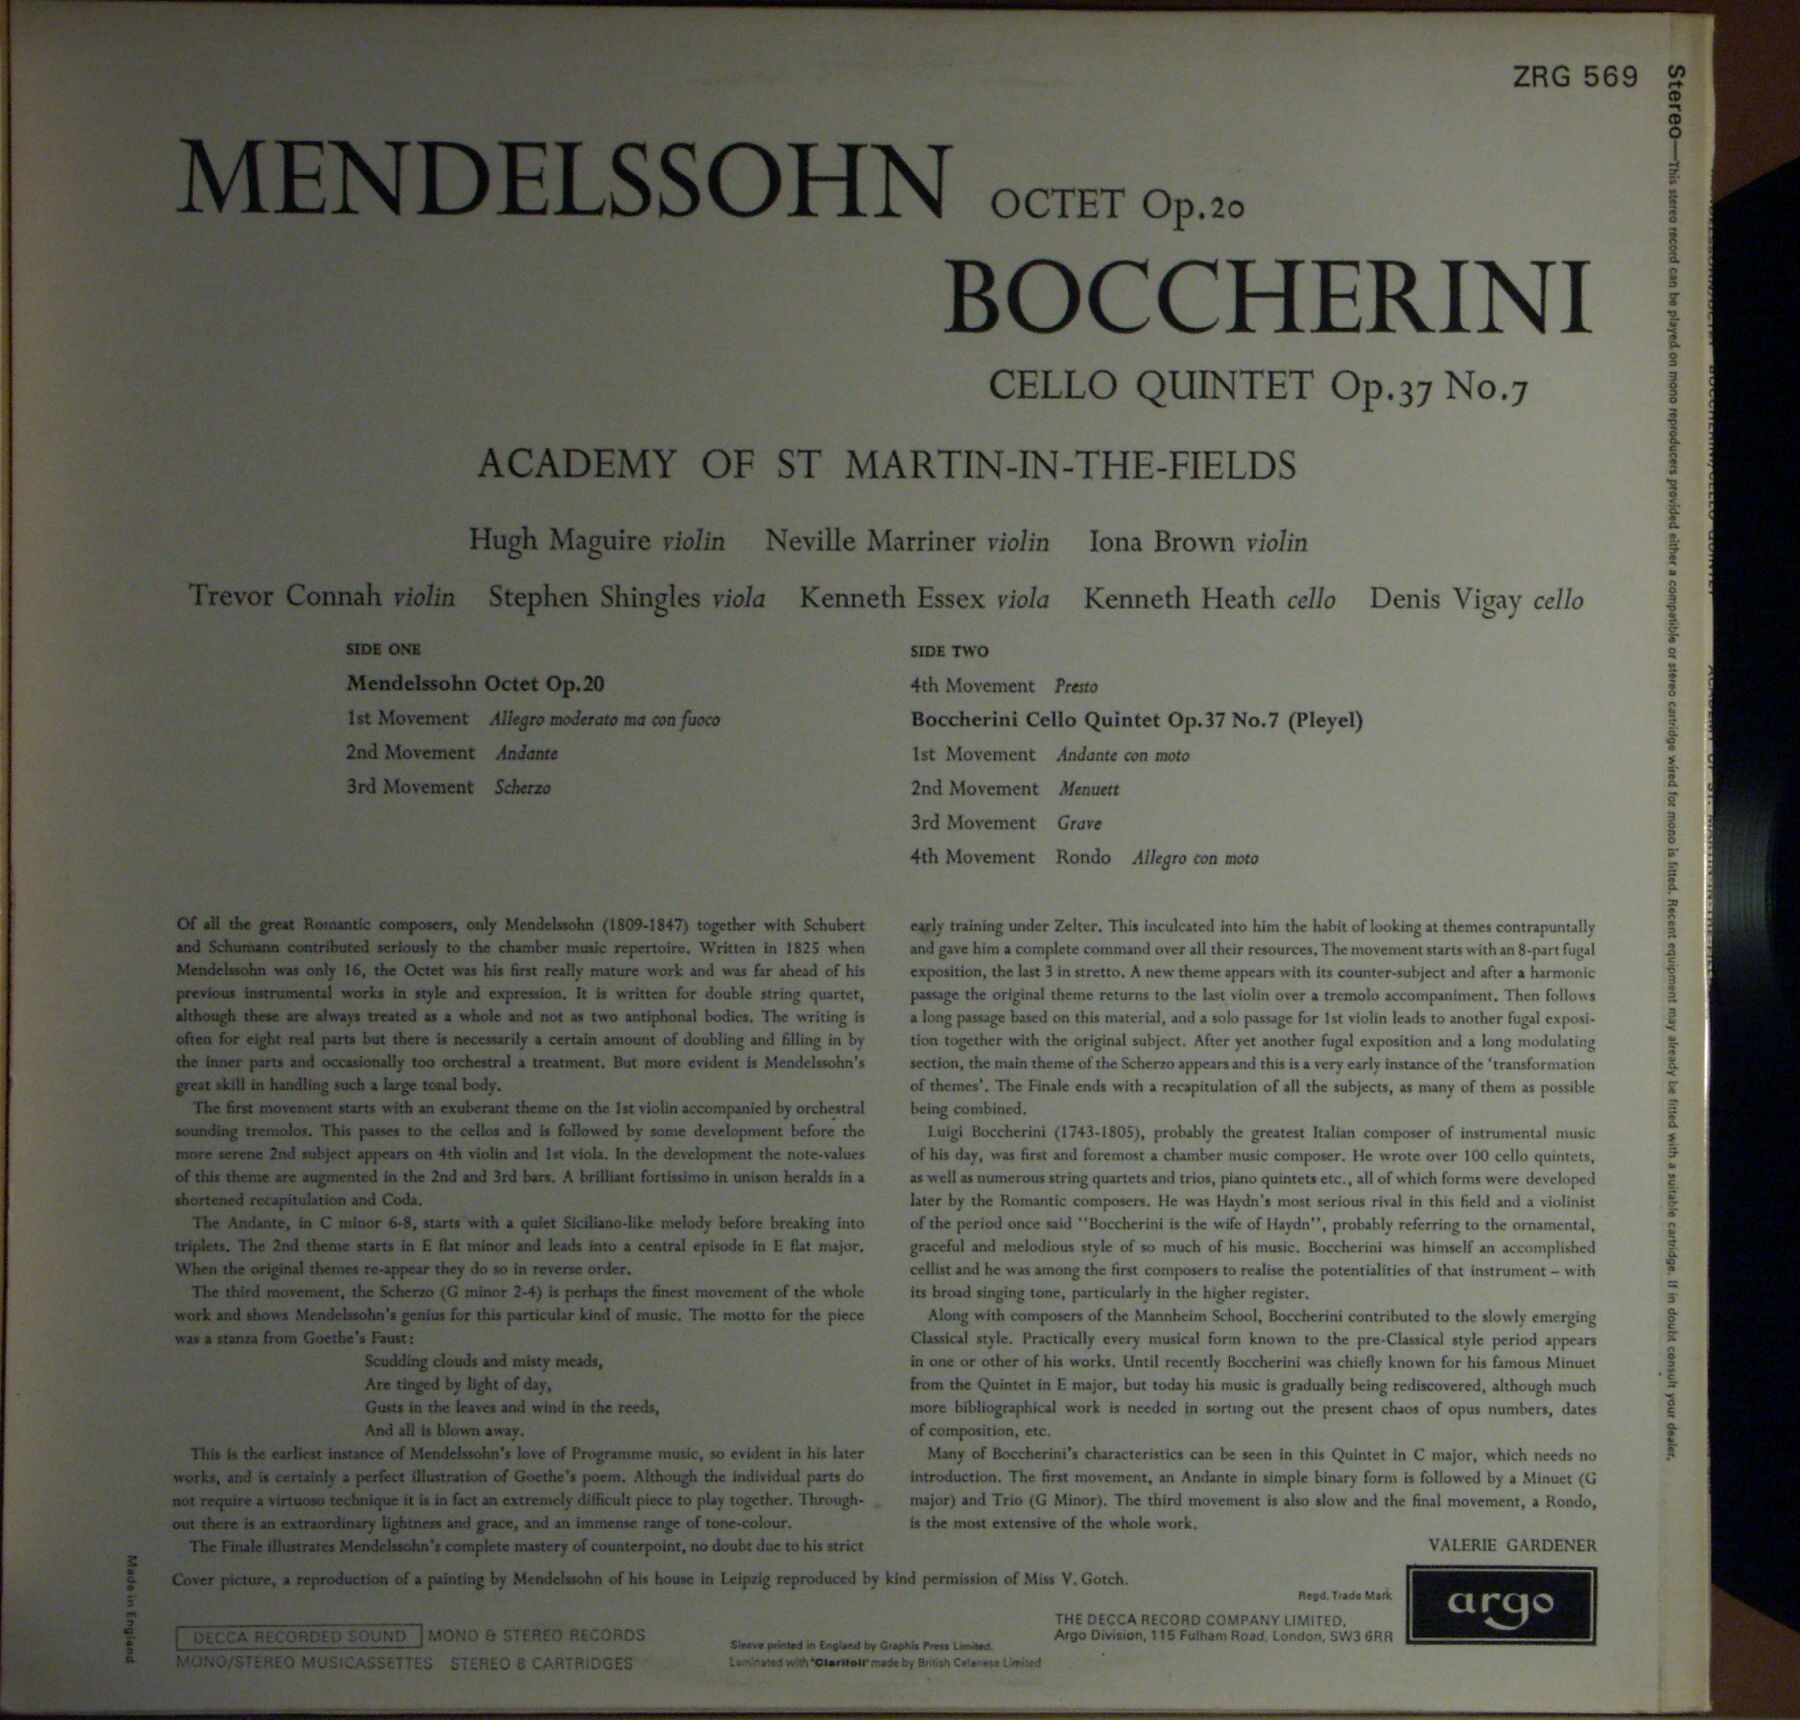 ZRG 569
MENDELSSOHN OCTET Op.20
BOCCHERINI
CELLO QUINTET Op.37 No.7
ACADEMY OF ST MARTIN-IN-THE-FIELDS
Hugh Maguire violin Neville Marriner violin Iona Brown violin
Trevor Connah violin Stephen Shingles viola Kenneth Essex viola Kenneth Heath cello Denis Vigay cello
SIDE ONE
Mendelssohn Octet Op.20
1st Movement Allegro moderato ma con fuoco
2nd Movement Andante
3rd Movement Scherzo
SIDE TWO
4th Movement Presto
Boccherini Cello Quintet Op.37 No.7 (Pleyel)
1st Movement Andante con moto
2nd Movement Menuett
3rd Movement Grave
4th Movement Rondo Allegro con moto
Of all the great Romantic composers, only Mendelssohn (1809-1847) together with Schubert
and Schumann contributed seriously to the chamber music repertoire. Written in 1825 when
Mendelssohn was only 16, the Octet was his first really mature work and was far ahead of his
previous instrumental works in style and expression. It is written for double string quartet,
although these are always treated as a whole and not as two antiphonal bodies. The writing is
often for eight real parts but there is necessarily a certain amount of doubling and filling in by
the inner parts and occasionally too orchestral a treatment. But more evident is Mendelssohn's
great skill in handling such a large tonal body.
The first movement starts with an exuberant theme on the 1st violin accompanied by orchestral
sounding tremolos. This passes to the cellos and is followed by some development before the
more serene 2nd subject appears on 4th violin and 1st viola. In the development the note-values
of this theme are augmented in the 2nd and 3rd bars. A brilliant fortissimo in unison heralds in a
shortened recapitulation and Coda.
The Andante, in C minor 6-8, starts with a quiet Siciliano-like melody before breaking into
triplets. The 2nd theme starts in E flat minor and leads into a central episode in E flat major.
When the original themes re-appear they do so in reverse order.
The third movement, the Scherzo (G minor 2-4) is perhaps the finest movement of the whole
work and shows Mendelssohn's genius for this particular kind of music. The motto for the piece
was a stanza from Goethe's Faust:
Scudding clouds and misty meads,
Are tinged by light of day,
Gusts in the leaves and wind in the reeds,
And all is blown away.
This is the earliest instance of Mendelssohn's love of Programme music, so evident in his later
works, and is certainly a perfect illustration of Goethe's poem. Although the individual parts do
not require a virtuoso technique it is in fact an extremely difficult piece to play together. Through-
out there is an extraordinary lightness and grace, and an immense range of tone-colour.
The Finale illustrates Mendelssohn's complete mastery of counterpoint, no doubt due to his strict
early training under Zelter. This inculcated into him the habit of looking at themes contrapuntally
and gave him a complete command over all their resources. The movement starts with an 8-part fugal
exposition, the last 3 in stretto. A new theme appears with its counter-subject and after a harmonic
passage the original theme returns to the last violin over a tremolo accompaniment. Then follows
a long passage based on this material, and a solo passage for 1st violin leads to another fugal exposi-
tion together with the original subject. After yet another fugal exposition and a long modulating
section, the main theme of the Scherzo appears and this is a very early instance of the 'transformation
of themes'. The Finale ends with a recapitulation of all the subjects, as many of them as possible
being combined.
Luigi Boccherini (1743-1805), probably the greatest Italian composer of instrumental music
of his day, was first and foremost a chamber music composer. He wrote over 100 cello quintets,
as well as numerous string quartets and trios, piano quintets etc., all of which forms were developed
later by the Romantic composers. He was Haydn's most serious rival in this field and a violinist
of the period once said "Boccherini is the wife of Haydn", probably referring to the ornamental,
graceful and melodious style of so much of his music. Boccherini was himself an accomplished
cellist and he was among the first composers to realise the potentialities of that instrument – with
its broad singing tone, particularly in the higher register.
Along with composers of the Mannheim School, Boccherini contributed to the slowly emerging
Classical style. Practically every musical form known to the pre-Classical style period appears
in one or other of his works. Until recently Boccherini was chiefly known for his famous Minuet
from the Quintet in E major, but today his music is gradually being rediscovered, although much
more bibliographical work is needed in sorting out the present chaos of opus numbers, dates
of composition, etc.
Many of Boccherini's characteristics can be seen in this Quintet in C major, which needs no
introduction. The first movement, an Andante in simple binary form is followed by a Minuet (G
major) and Trio (G Minor). The third movement is also slow and the final movement, a Rondo,
is the most extensive of the whole work.
VALERIE GARDENER
Cover picture, a reproduction of a painting by Mendelssohn of his house in Leipzig reproduced by kind permission of Miss V. Gotch.
DECCA RECORDED SOUND MONO & STEREO RECORDS
MONO/STEREO MUSICASSETTES STEREO 8 CARTRIDGES
Sleeve printed in England by Graphis Press Limited.
Laminated with 'Clarifoil' made by British Celanese Limited
Regd. Trade Mark
THE DECCA RECORD COMPANY LIMITED,
Argo Division, 115 Fulham Road, London, SW3 6RR
argo
Made in England
Stereo—This stereo record can be played on mono reproducers provided either a compatible or stereo cartridge wired for mono is fitted. Recent equipment may already be fitted with a suitable cartridge. If in doubt consult your dealer.